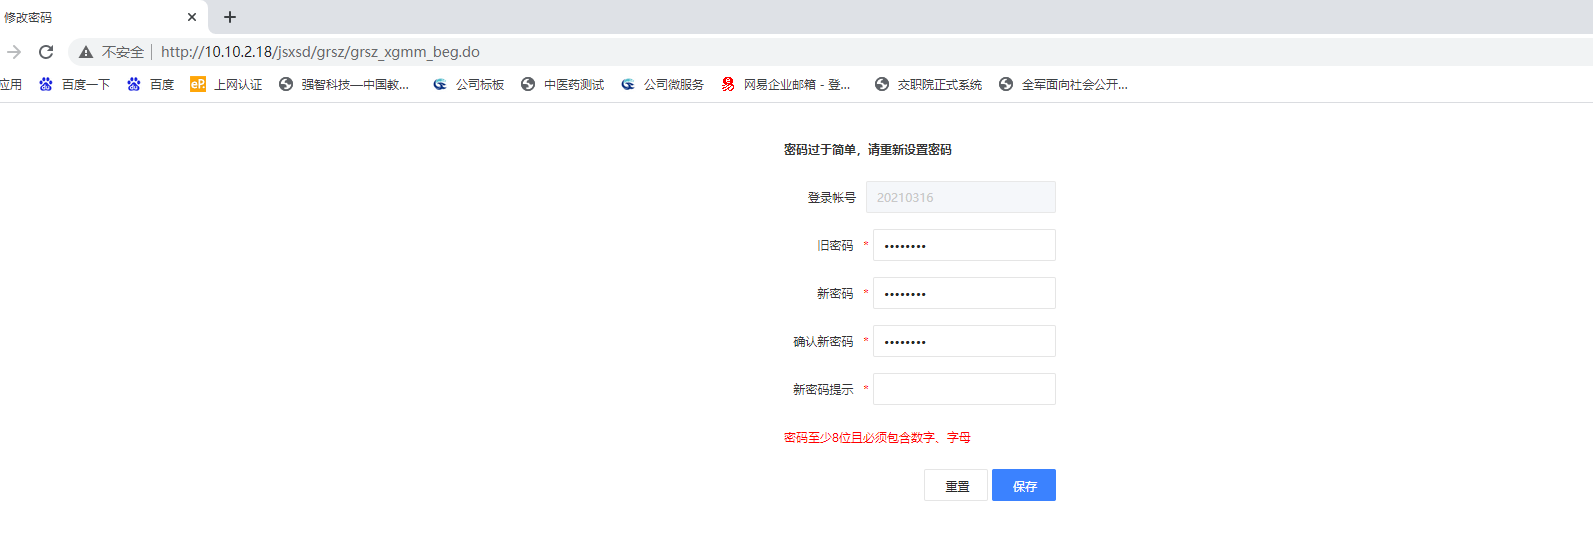 修改密码
不安全 | http://10.10.2.18/jsxsd/grsz/grsz_xgmm_beg.do
应用 百度一下 百度 eP. 上网认证 强智科技—中国教... 公司标板 中医药测试 公司微服务 网易企业邮箱 - 登... 交职院正式系统 全军面向社会公开...
密码过于简单，请重新设置密码
登录帐号 20210316
旧密码 * ••••••••
新密码 * ••••••••
确认新密码 * ••••••••
新密码提示 *
密码至少8位且必须包含数字、字母
重置 保存